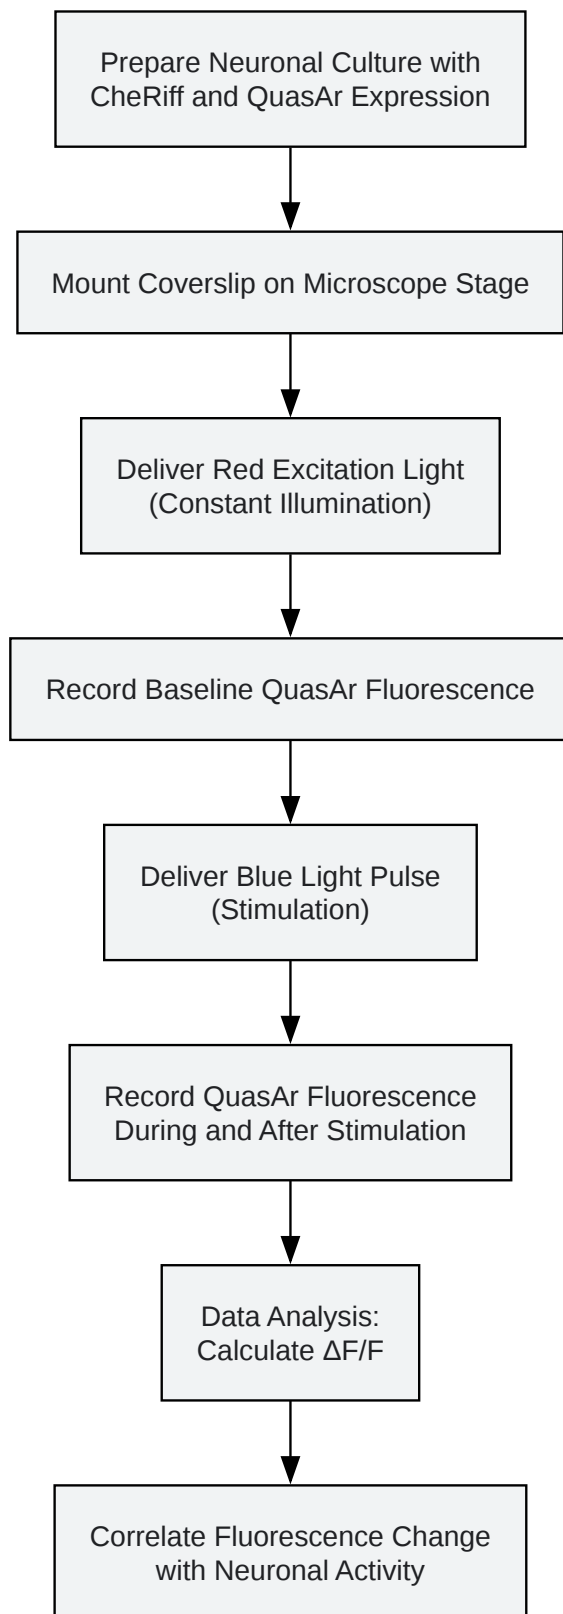 Prepare Neuronal Culture with
CheRiff and QuasAr Expression
Mount Coverslip on Microscope Stage
Deliver Red Excitation Light
(Constant Illumination)
Record Baseline QuasAr Fluorescence
Deliver Blue Light Pulse
(Stimulation)
Record QuasAr Fluorescence
During and After Stimulation
Data Analysis:
Calculate ΔF/F
Correlate Fluorescence Change
with Neuronal Activity